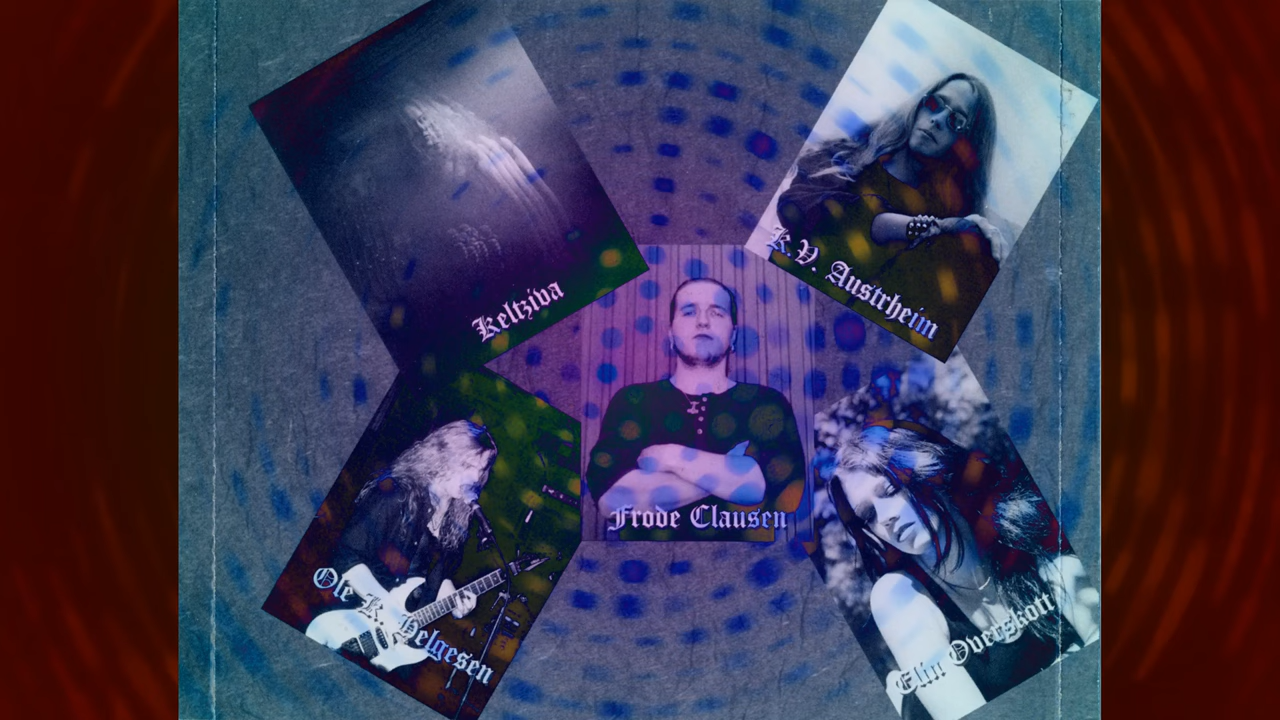 Keltziva
K.V. Austrheim
Frode Clausen
Ole K. Helgesen
Elin Overskott